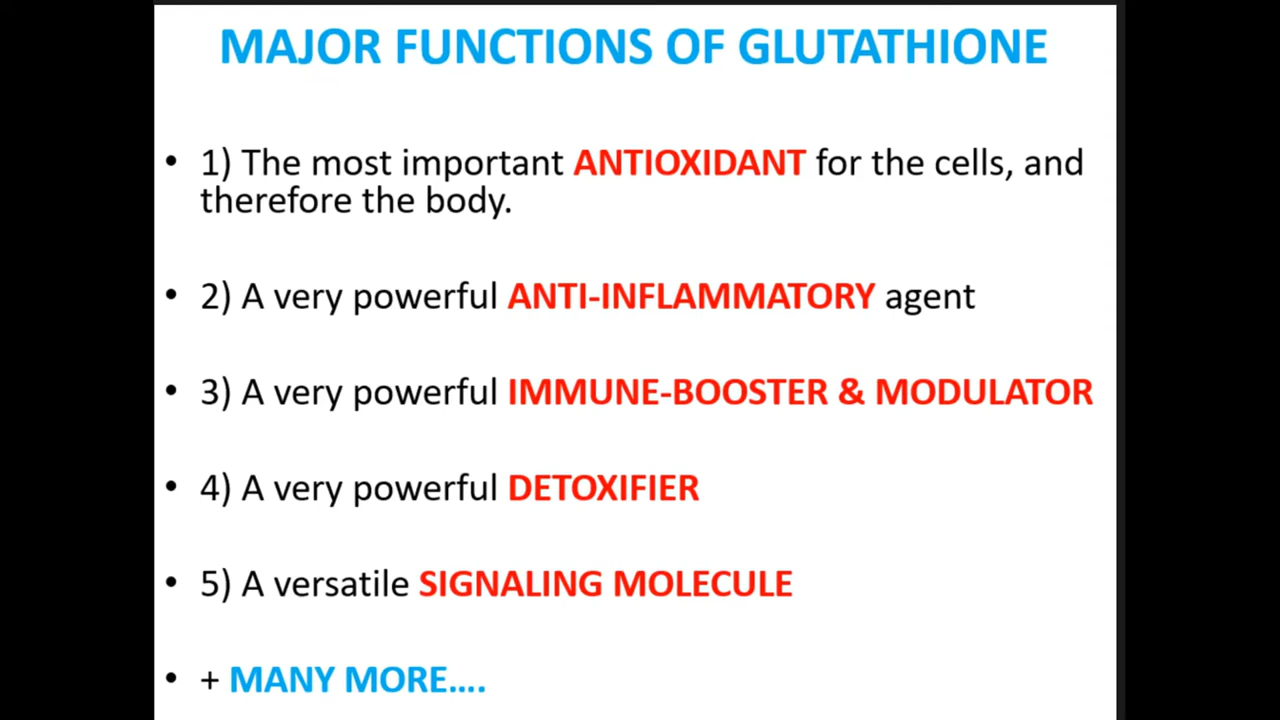 MAJOR FUNCTIONS OF GLUTATHIONE
• 1) The most important ANTIOXIDANT for the cells, and
therefore the body.
• 2) A very powerful ANTI-INFLAMMATORY agent
• 3) A very powerful IMMUNE-BOOSTER & MODULATOR
• 4) A very powerful DETOXIFIER
• 5) A versatile SIGNALING MOLECULE
• + MANY MORE....